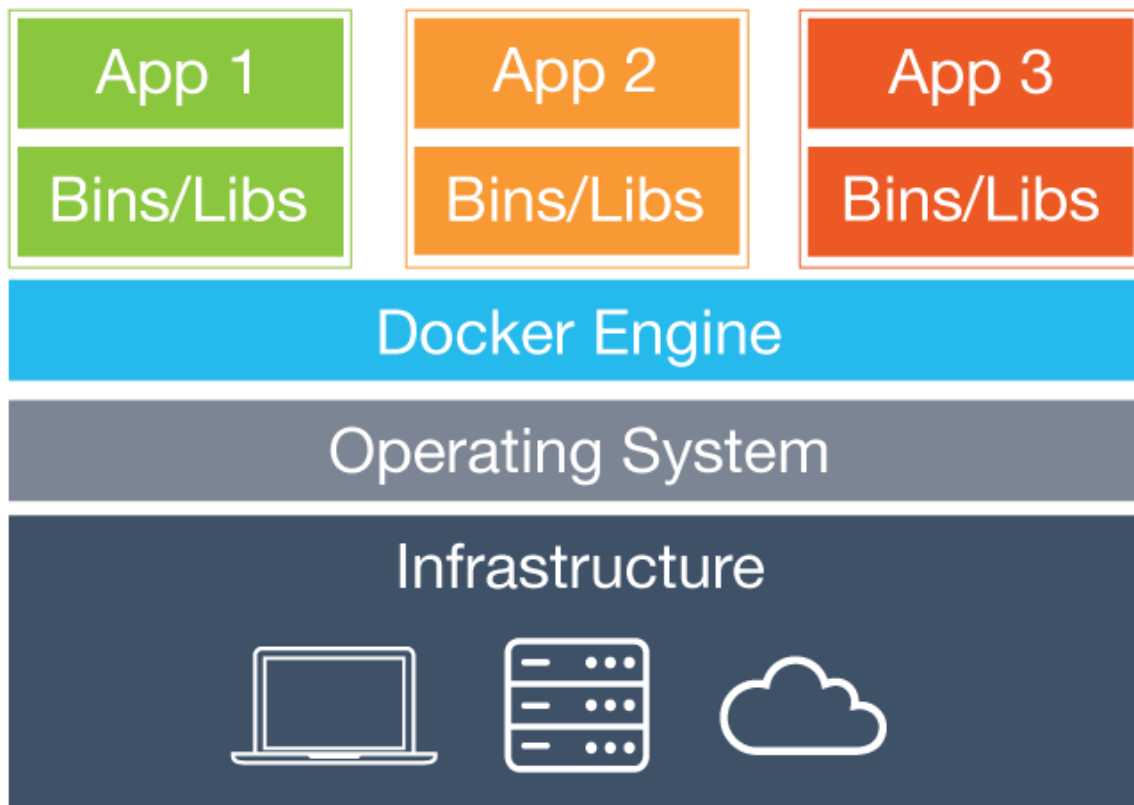 App 1
App 2
App 3
Bins/Libs
Bins/Libs
Bins/Libs
Docker Engine
Operating System
Infrastructure